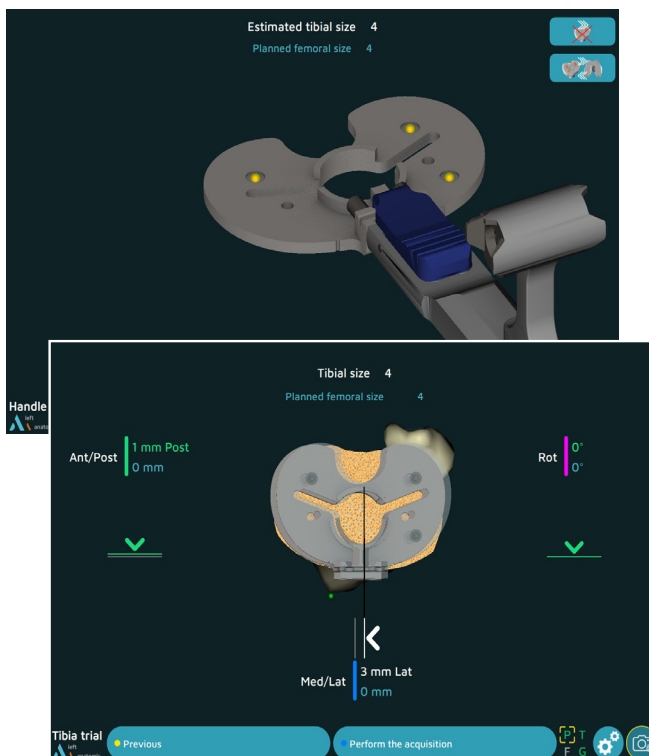 Estimated tibial size 4
Planned femoral size 4
Handle
left
Tibial size 4
Planned femoral size 4
Ant/Post
1 mm Post
0 mm
Rot
0°
0°
Med/Lat
3 mm Lat
0 mm
Tibia trial
left
Previous
Perform the acquisition
P T
F G